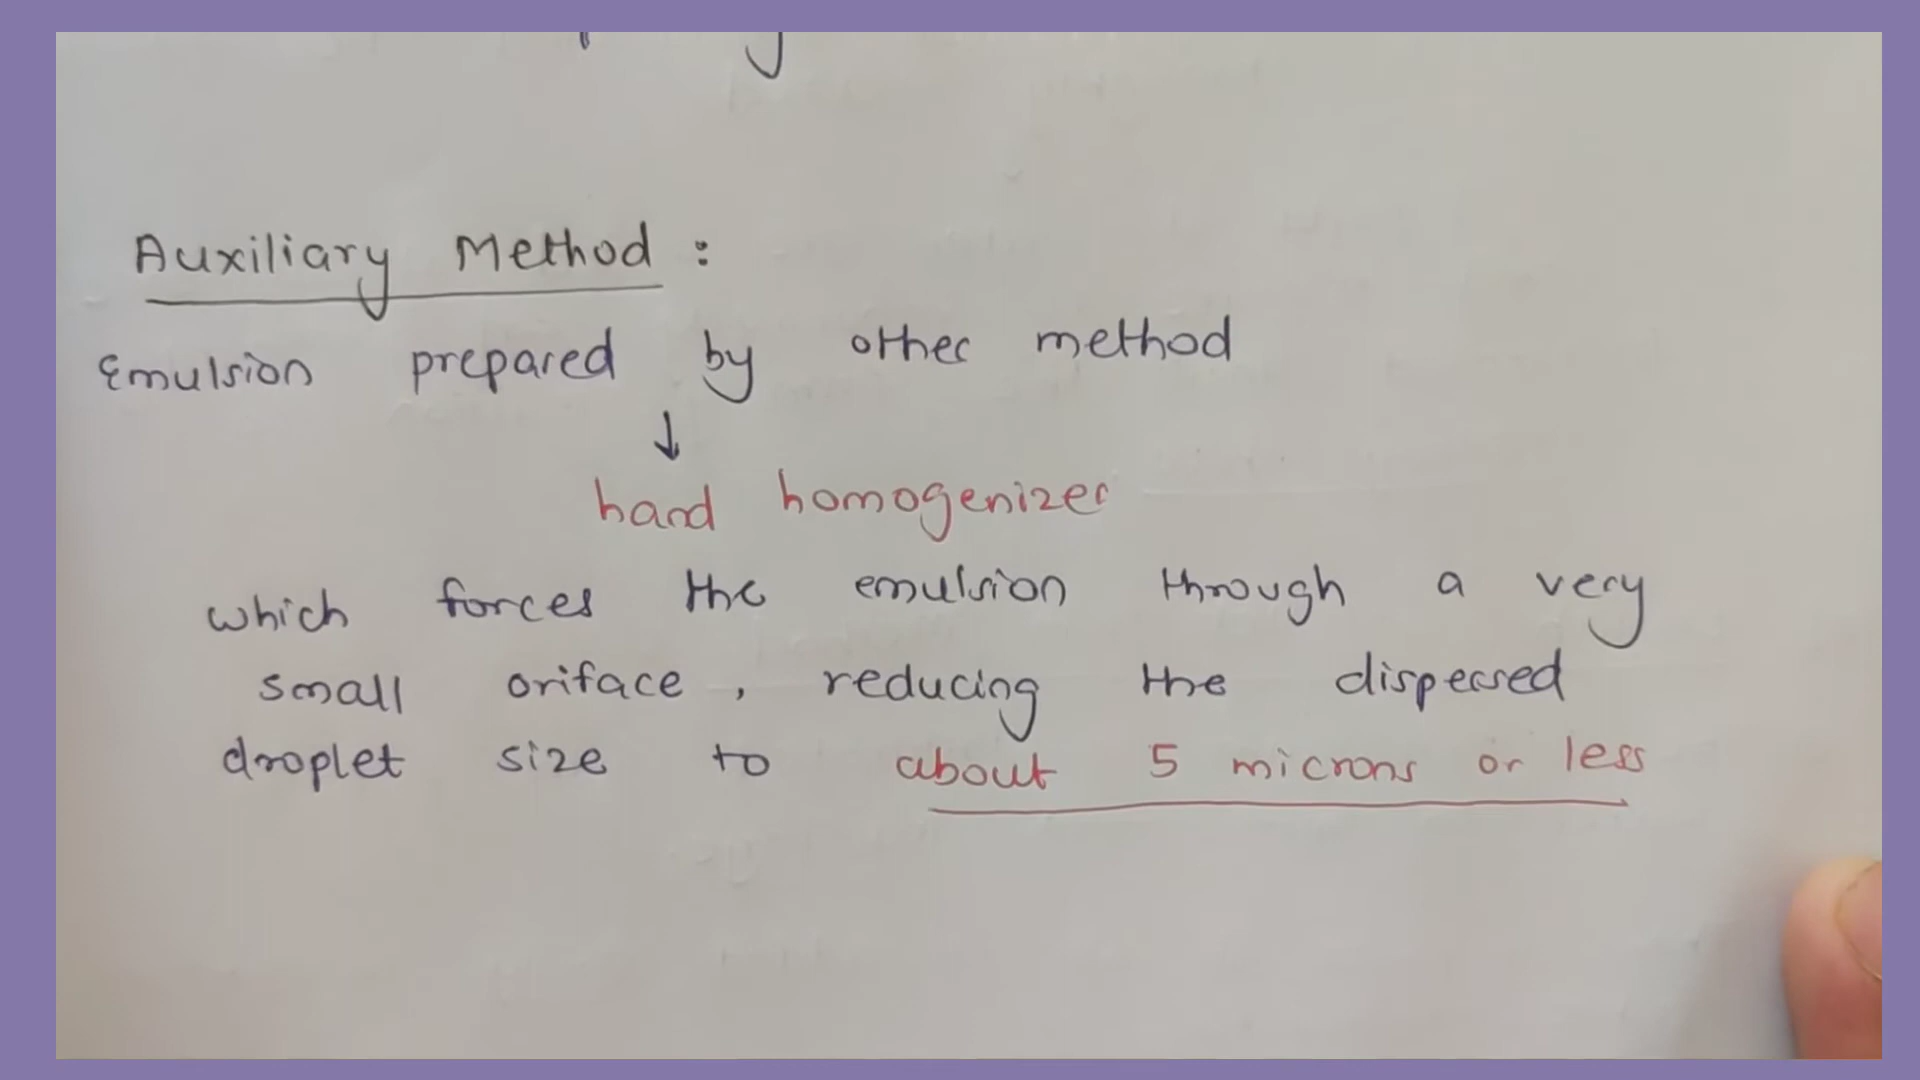 Auxiliary Method :
Emulsion prepared by other method
↓
hand homogenizer
which forces the emulsion through a very
small oriface , reducing the dispersed
droplet size to about 5 microns or less